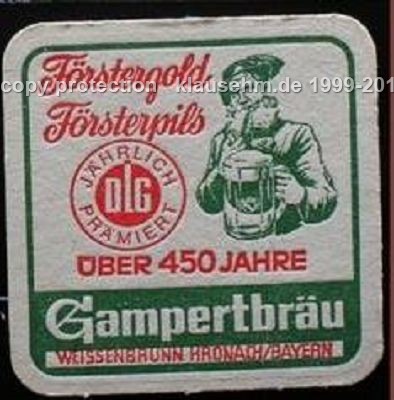 Förstergold
copy protection - klausehm.de 1999-201
Försterpils
JÄHRLICH
DLG
PRÄMIERT
ÜBER 450 JAHRE
Gampertbräu
WEISSENBRUNN KRONACH/BAYERN